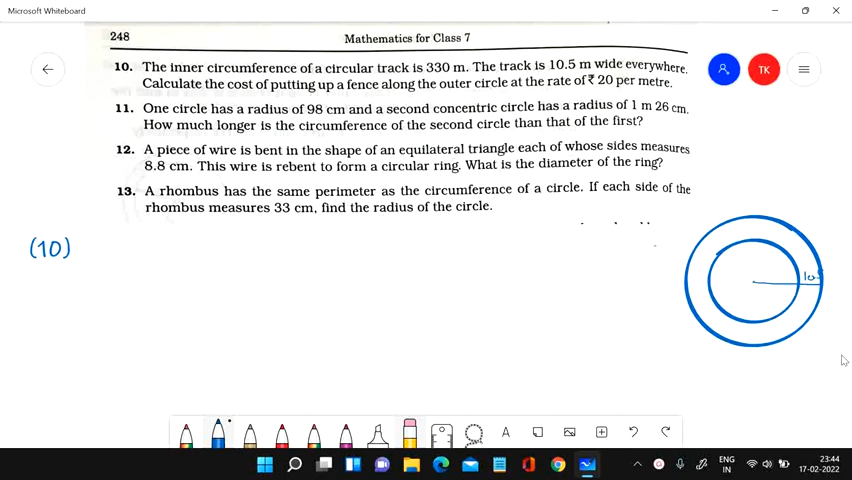 Microsoft Whiteboard
248
Mathematics for Class 7
TK
10. The inner circumference of a circular track is 330 m. The track is 10.5 m wide everywhere.
Calculate the cost of putting up a fence along the outer circle at the rate of ₹ 20 per metre.
11. One circle has a radius of 98 cm and a second concentric circle has a radius of 1 m 26 cm.
How much longer is the circumference of the second circle than that of the first?
12. A piece of wire is bent in the shape of an equilateral triangle each of whose sides measures
8.8 cm. This wire is rebent to form a circular ring. What is the diameter of the ring?
13. A rhombus has the same perimeter as the circumference of a circle. If each side of the
rhombus measures 33 cm, find the radius of the circle.
(10)
A
ENG
IN
23:44
17-02-2022